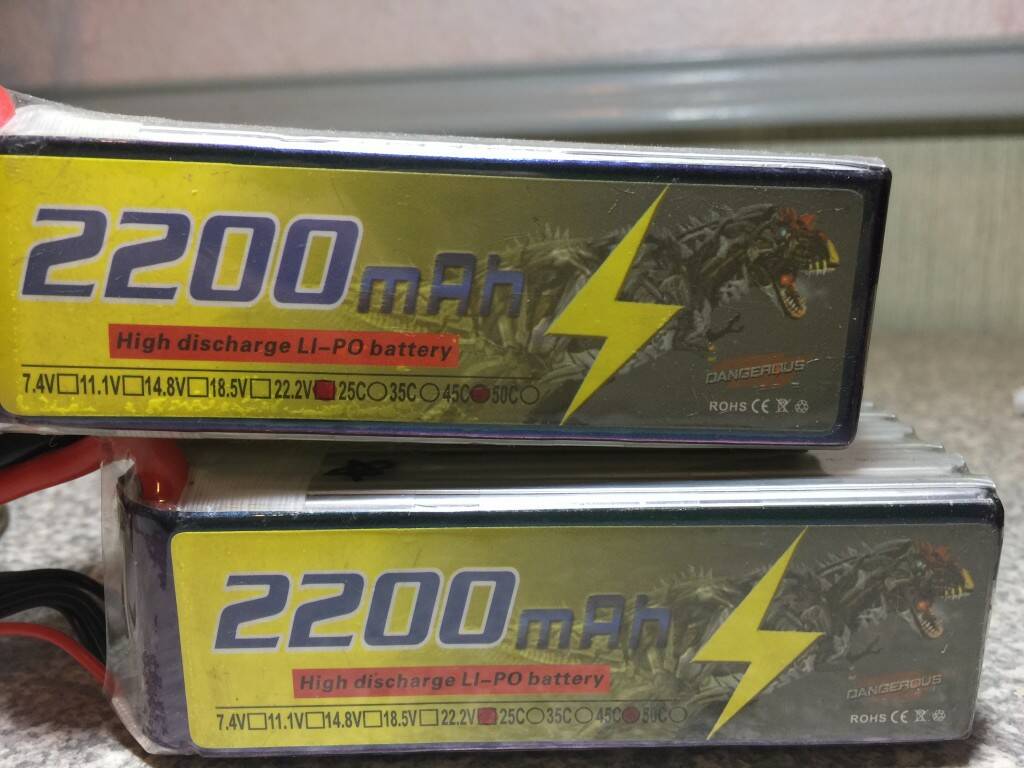 2200mAh
High discharge LI-PO battery
7.4V 11.1V 14.8V 18.5V 22.2V 25C 35C 45C 50C
DANGEROUS
ROHS CE
2200mAh
High discharge LI-PO battery
7.4V 11.1V 14.8V 18.5V 22.2V 25C 35C 45C 50C
DANGEROUS
ROHS CE